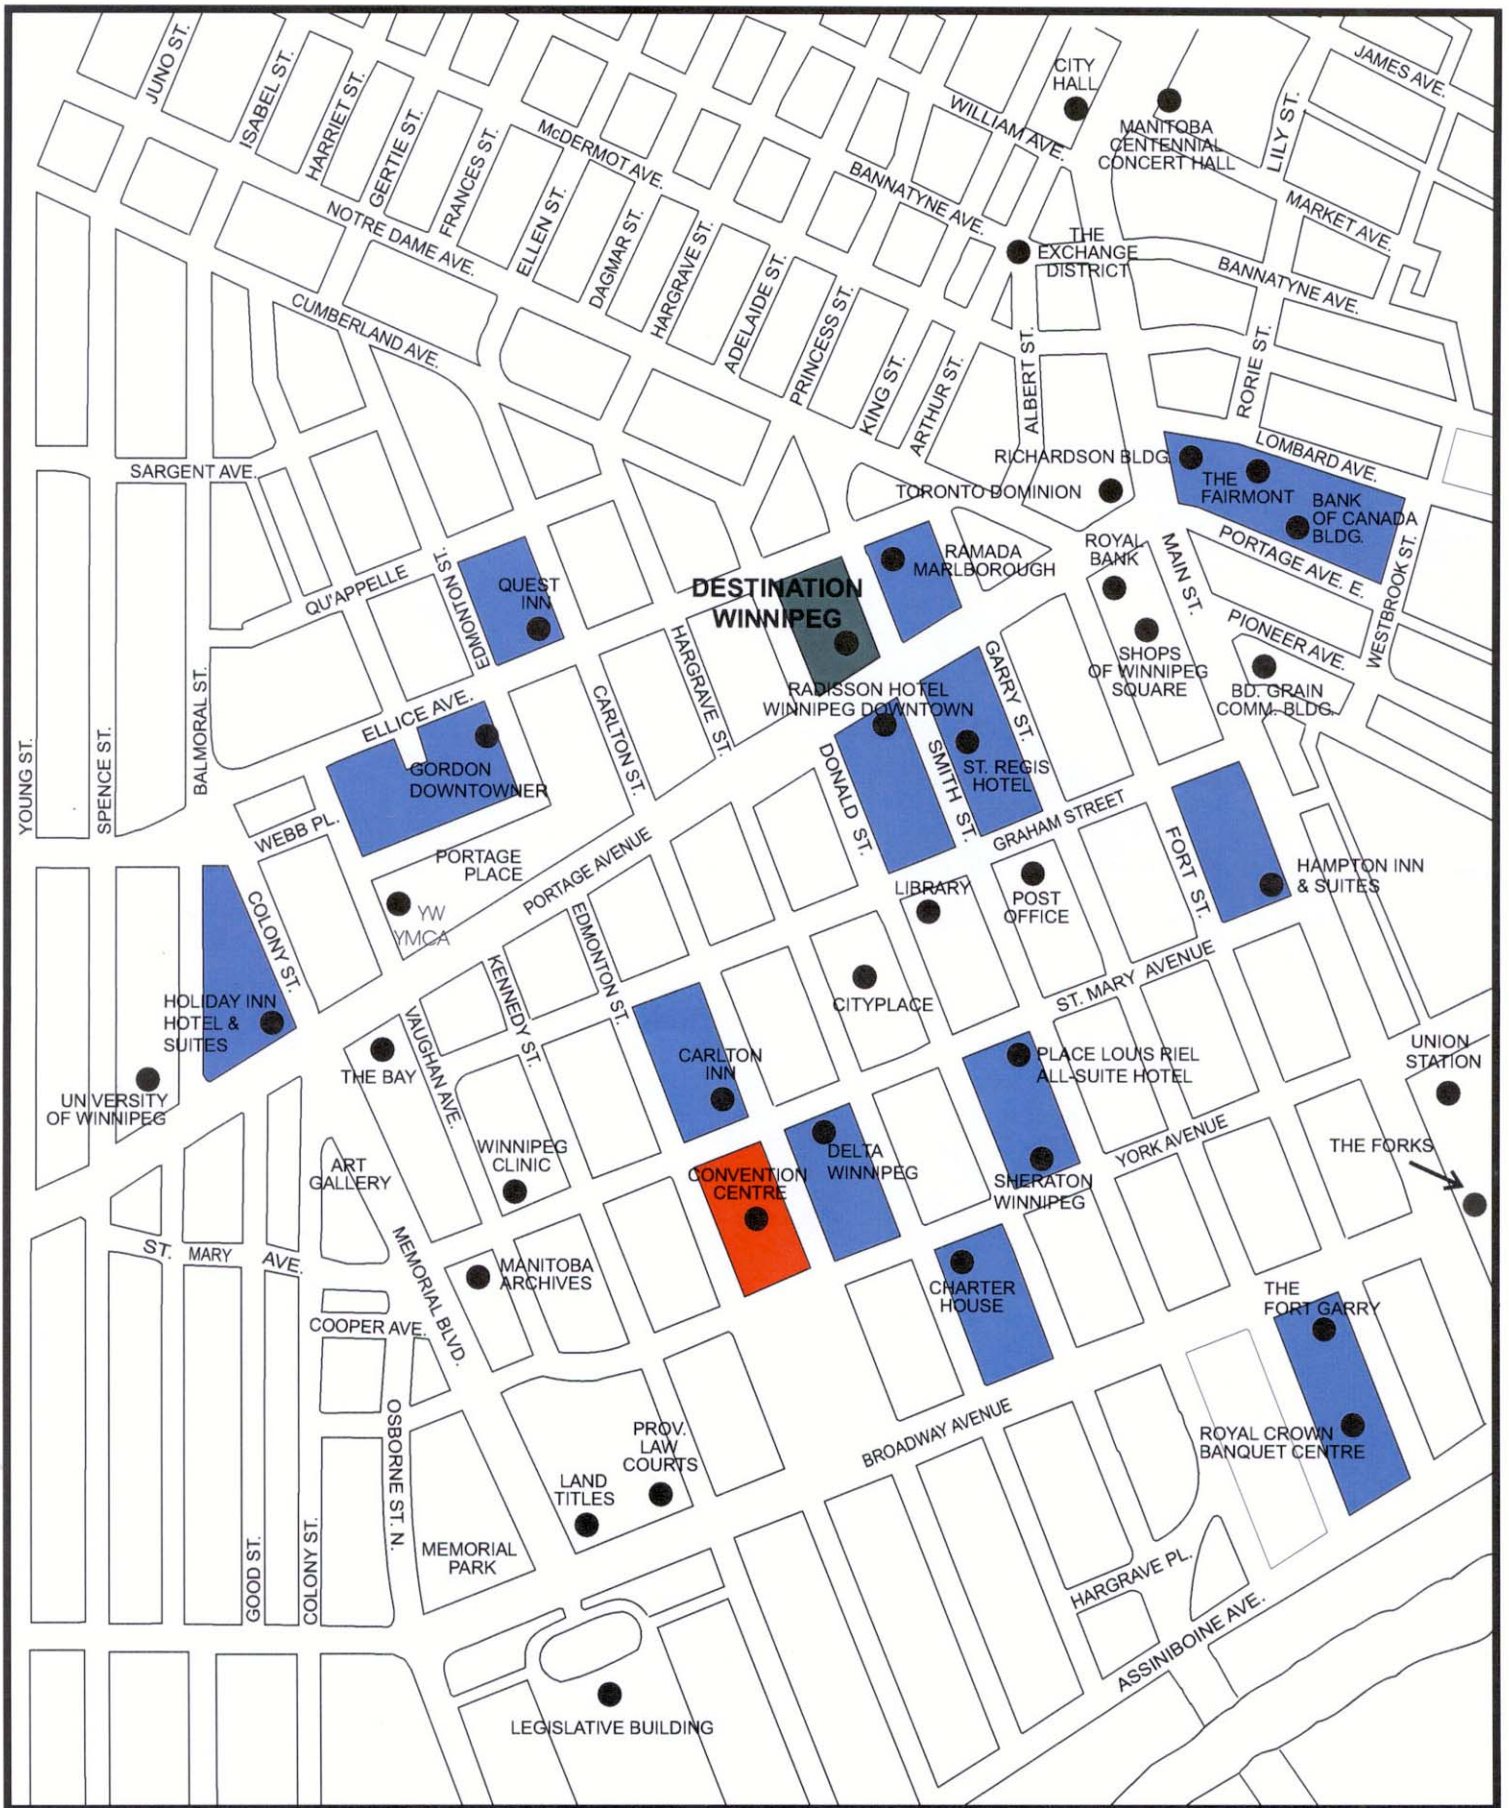 JUNO ST.
ISABEL ST.
HARRIET ST.
GERTIE ST.
FRANCES ST.
McDERMOT AVE.
ELLEN ST.
DAGMAR ST.
HARGRAVE ST.
ADELAIDE ST.
PRINCESS ST.
KING ST.
ARTHUR ST.
ALBERT ST.
NOTRE DAME AVE.
CUMBERLAND AVE.
WILLIAM AVE.
BANNATYNE AVE.
CITY
HALL
MANITOBA
CENTENNIAL
CONCERT HALL
LILY ST.
JAMES AVE.
MARKET AVE.
THE
EXCHANGE
DISTRICT
BANNATYNE AVE.
RORIE ST.
LOMBARD AVE.
SARGENT AVE.
RICHARDSON BLDG.
TORONTO DOMINION
THE
FAIRMONT
BANK
OF CANADA
BLDG.
PORTAGE AVE. E.
WESTBROOK ST.
ROYAL
BANK
MAIN ST.
PIONEER AVE.
SHOPS
OF WINNIPEG
SQUARE
BD. GRAIN
COMM. BLDG.
RAMADA
MARLBOROUGH
DESTINATION
WINNIPEG
QU'APPELLE
EDMONTON ST.
QUEST
INN
HARGRAVE ST.
RADISSON HOTEL
WINNIPEG DOWNTOWN
GARRY ST.
BALMORAL ST.
ELLICE AVE.
CARLTON ST.
YOUNG ST.
SPENCE ST.
GORDON
DOWNTOWNER
DONALD ST.
SMITH ST.
ST. REGIS
HOTEL
GRAHAM STREET
WEBB PL.
PORTAGE
PLACE
PORTAGE AVENUE
FORT ST.
HAMPTON INN
& SUITES
LIBRARY
POST
OFFICE
COLONY ST.
YW
YMCA
EDMONTON ST.
KENNEDY ST.
ST. MARY AVENUE
HOLIDAY INN
HOTEL &
SUITES
CITYPLACE
VAUGHAN AVE.
THE BAY
CARLTON
INN
PLACE LOUIS RIEL
ALL-SUITE HOTEL
UNION
STATION
UNIVERSITY
OF WINNIPEG
WINNIPEG
CLINIC
DELTA
WINNIPEG
YORK AVENUE
THE FORKS
ART
GALLERY
CONVENTION
CENTRE
SHERATON
WINNIPEG
ST. MARY AVE.
MEMORIAL BLVD.
MANITOBA
ARCHIVES
CHARTER
HOUSE
THE
FORT GARRY
COOPER AVE.
OSBORNE ST. N.
PROV.
LAW
COURTS
BROADWAY AVENUE
ROYAL CROWN
BANQUET CENTRE
LAND
TITLES
GOOD ST.
COLONY ST.
MEMORIAL
PARK
HARGRAVE PL.
ASSINIBOINE AVE.
LEGISLATIVE BUILDING